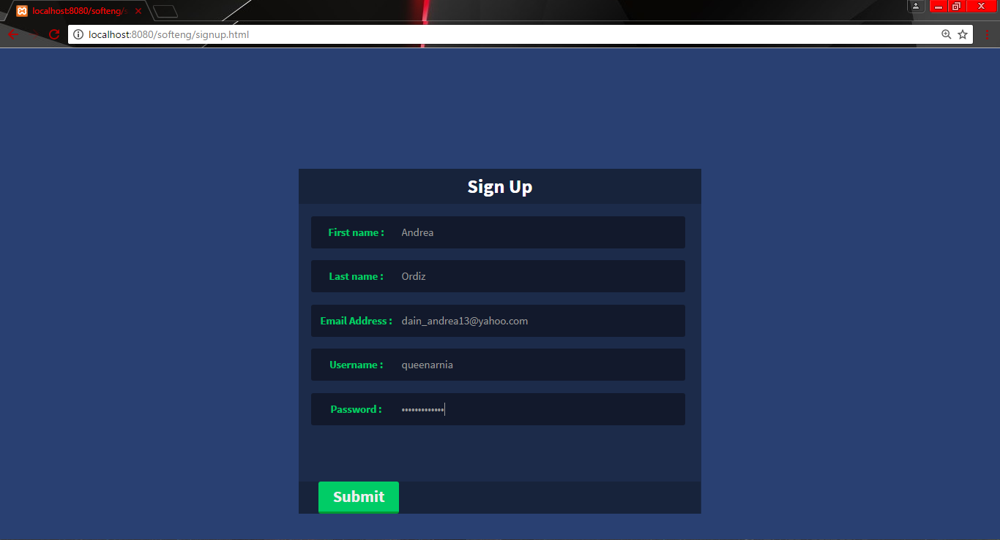 localhost:8080/softeng/s
localhost:8080/softeng/signup.html
Sign Up
First name : Andrea
Last name : Ordiz
Email Address : dain_andrea13@yahoo.com
Username : queenarnia
Password : •••••••••••••
Submit